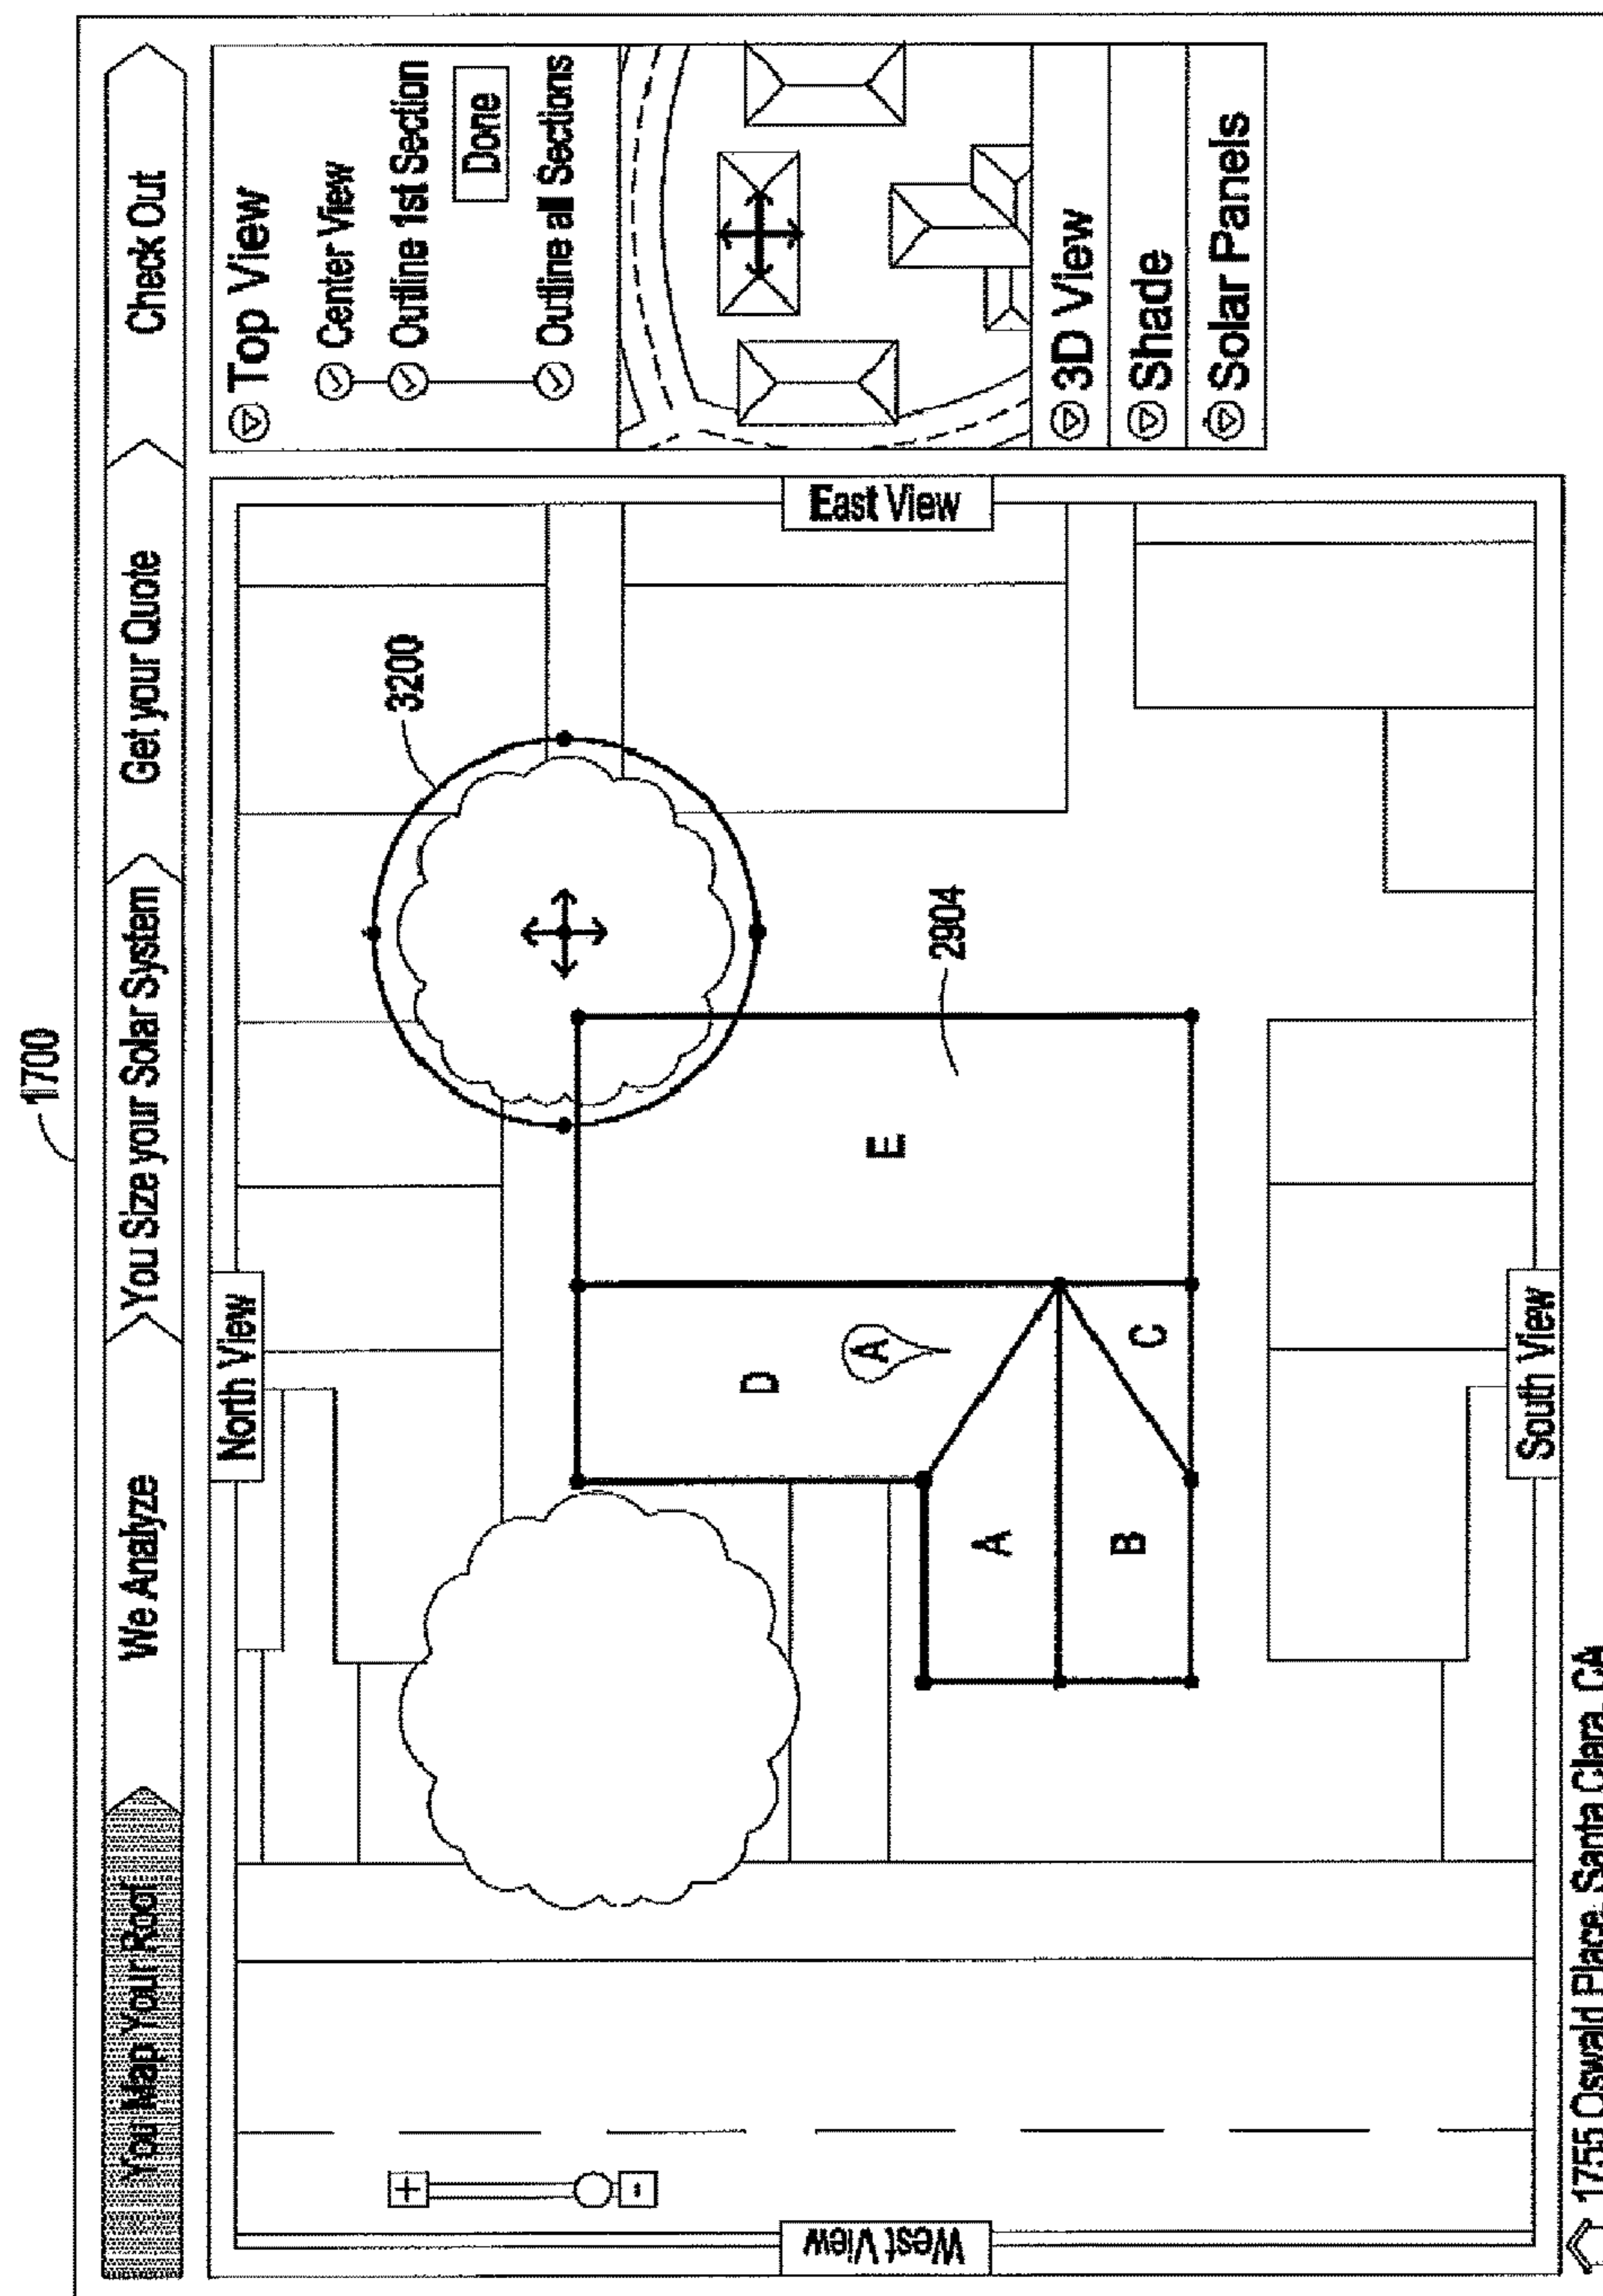 1700
You Map Your Roof
We Analyze
You Size your Solar System
Get your Quote
Check Out
North View
Top View
Center View
Outline 1st Section
Done
Outline all Sections
3200
East View
D
A
E
2904
A
B
C
3D View
Shade
Solar Panels
+
-
West View
South View
1755 Oswald Place, Santa Clara, CA